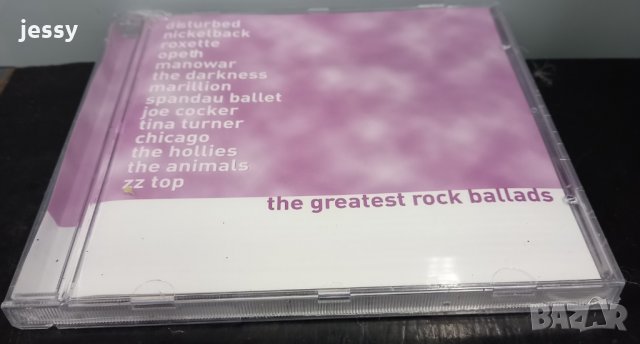 jessy
disturbed
nickelback
roxette
opeth
manowar
the darkness
marillion
spandau ballet
joe cocker
tina turner
chicago
the hollies
the animals
zz top
the greatest rock ballads
BAZAR